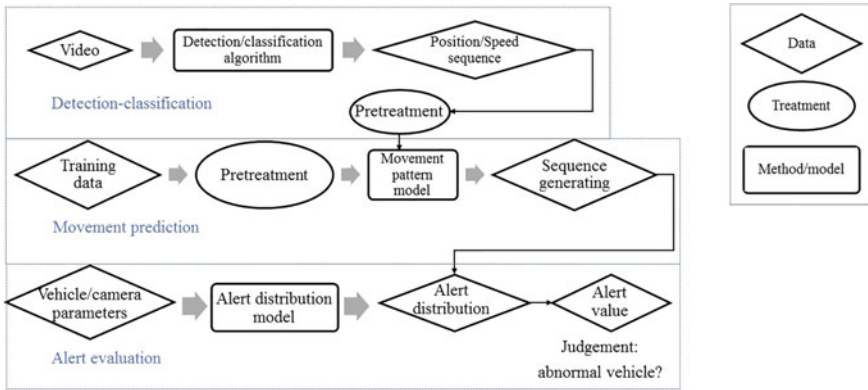 Video
Detection/classification
algorithm
Position/Speed
sequence
Detection-classification
Pretreatment
Training
data
Pretreatment
Movement
pattern
model
Sequence
generating
Movement prediction
Vehicle/camera
parameters
Alert distribution
model
Alert
distribution
Alert
value
Alert evaluation
Judgement:
abnormal vehicle?
Data
Treatment
Method/model